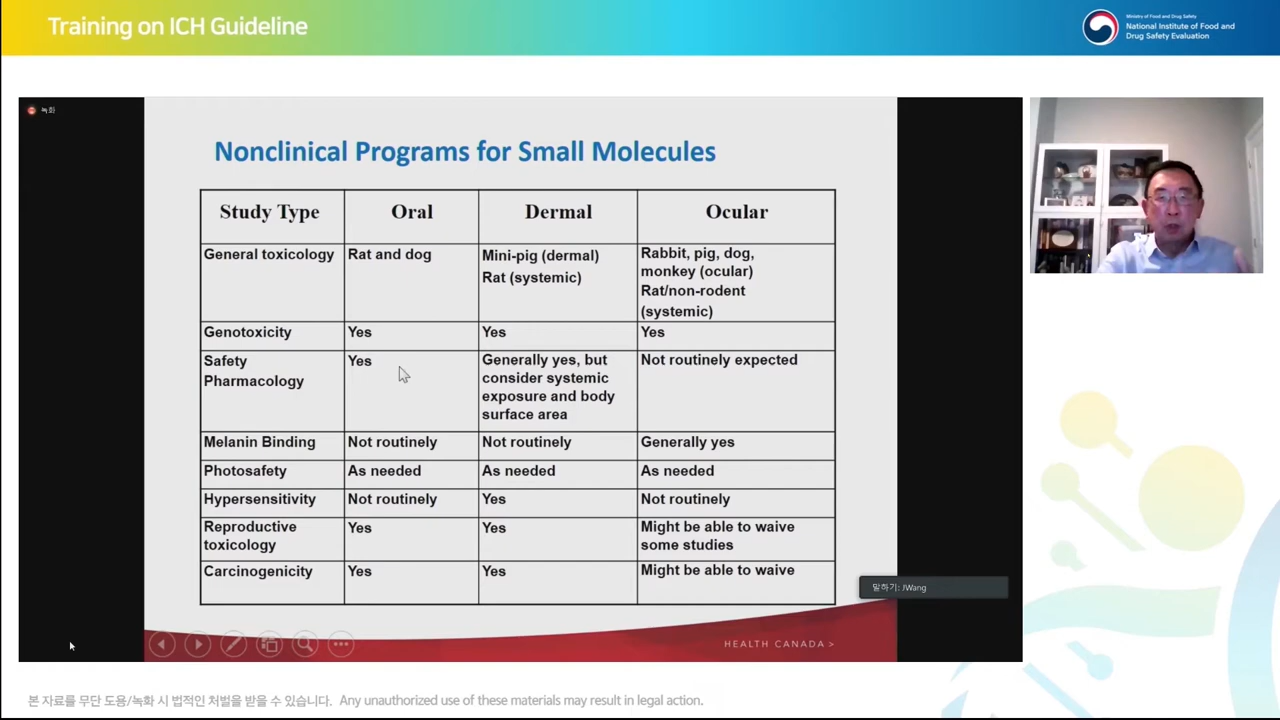 Training on ICH Guideline
Ministry of Food and Drug Safety
National Institute of Food and
Drug Safety Evaluation
녹화
Nonclinical Programs for Small Molecules
Study Type Oral Dermal Ocular
General toxicology Rat and dog Mini-pig (dermal) Rabbit, pig, dog,
Rat (systemic) monkey (ocular)
Rat/non-rodent
(systemic)
Genotoxicity Yes Yes Yes
Safety Yes Generally yes, but Not routinely expected
Pharmacology consider systemic
exposure and body
surface area
Melanin Binding Not routinely Not routinely Generally yes
Photosafety As needed As needed As needed
Hypersensitivity Not routinely Yes Not routinely
Reproductive Yes Yes Might be able to waive
toxicology some studies
Carcinogenicity Yes Yes Might be able to waive
말하기: JWang
HEALTH CANADA >
본 자료를 무단 도용/녹화 시 법적인 처벌을 받을 수 있습니다. Any unauthorized use of these materials may result in legal action.